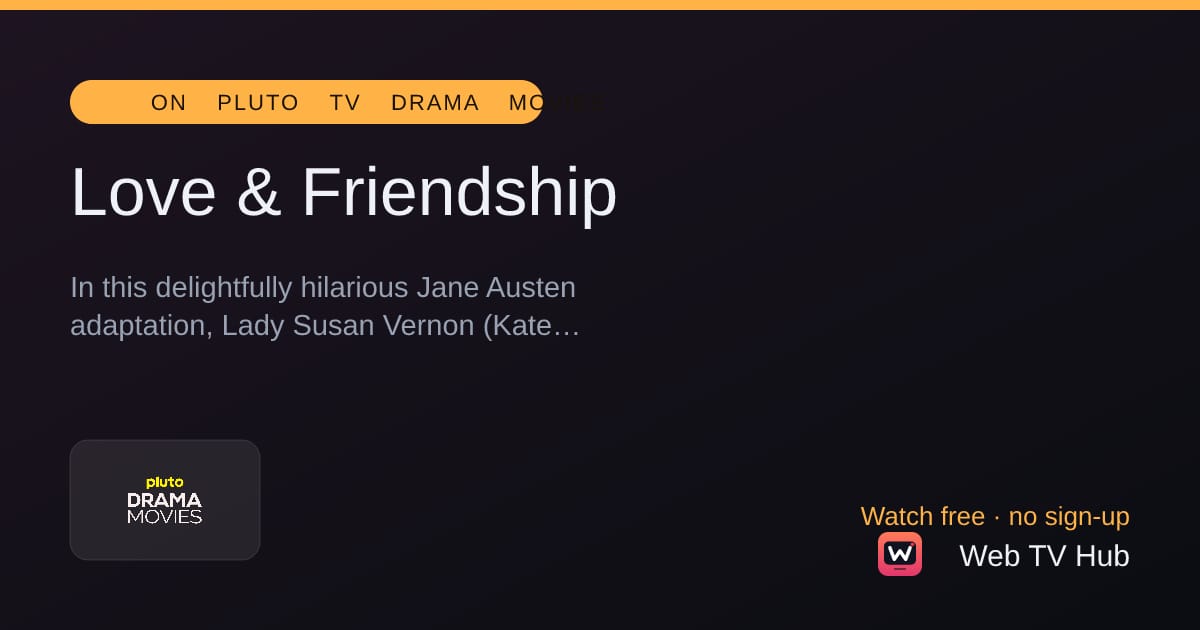 ON PLUTO TV DRAMA MOVIES
Love & Friendship
In this delightfully hilarious Jane Austen
adaptation, Lady Susan Vernon (Kate…
pluto
DRAMA
MOVIES
Watch free · no sign-up
W
Web TV Hub